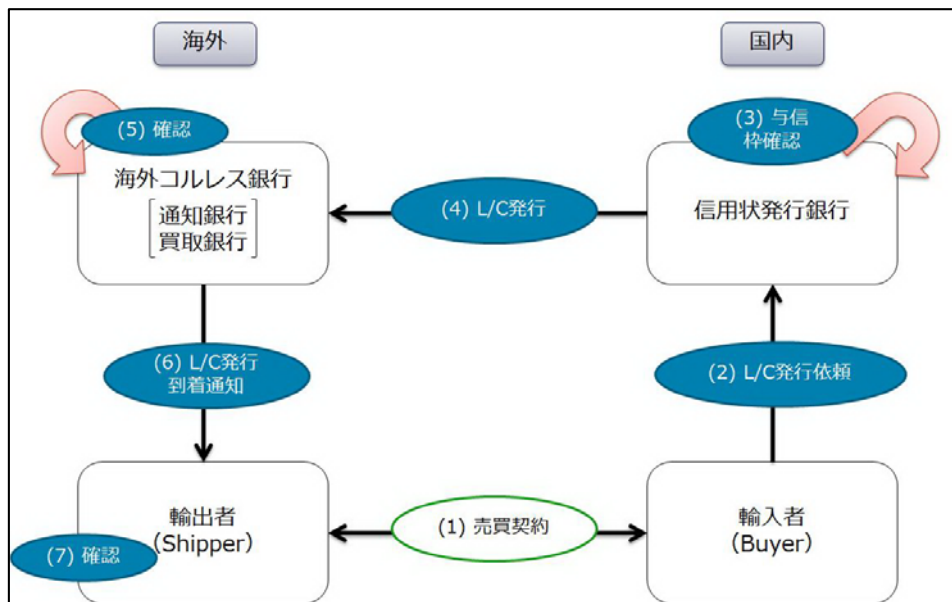 海外
国内
(5) 確認
(3) 与信
枠確認
海外コルレス銀行
通知銀行
買取銀行
(4) L/C発行
信用状発行銀行
(6) L/C発行
到着通知
(2) L/C発行依頼
輸出者
（Shipper）
(1) 売買契約
輸入者
（Buyer）
(7) 確認